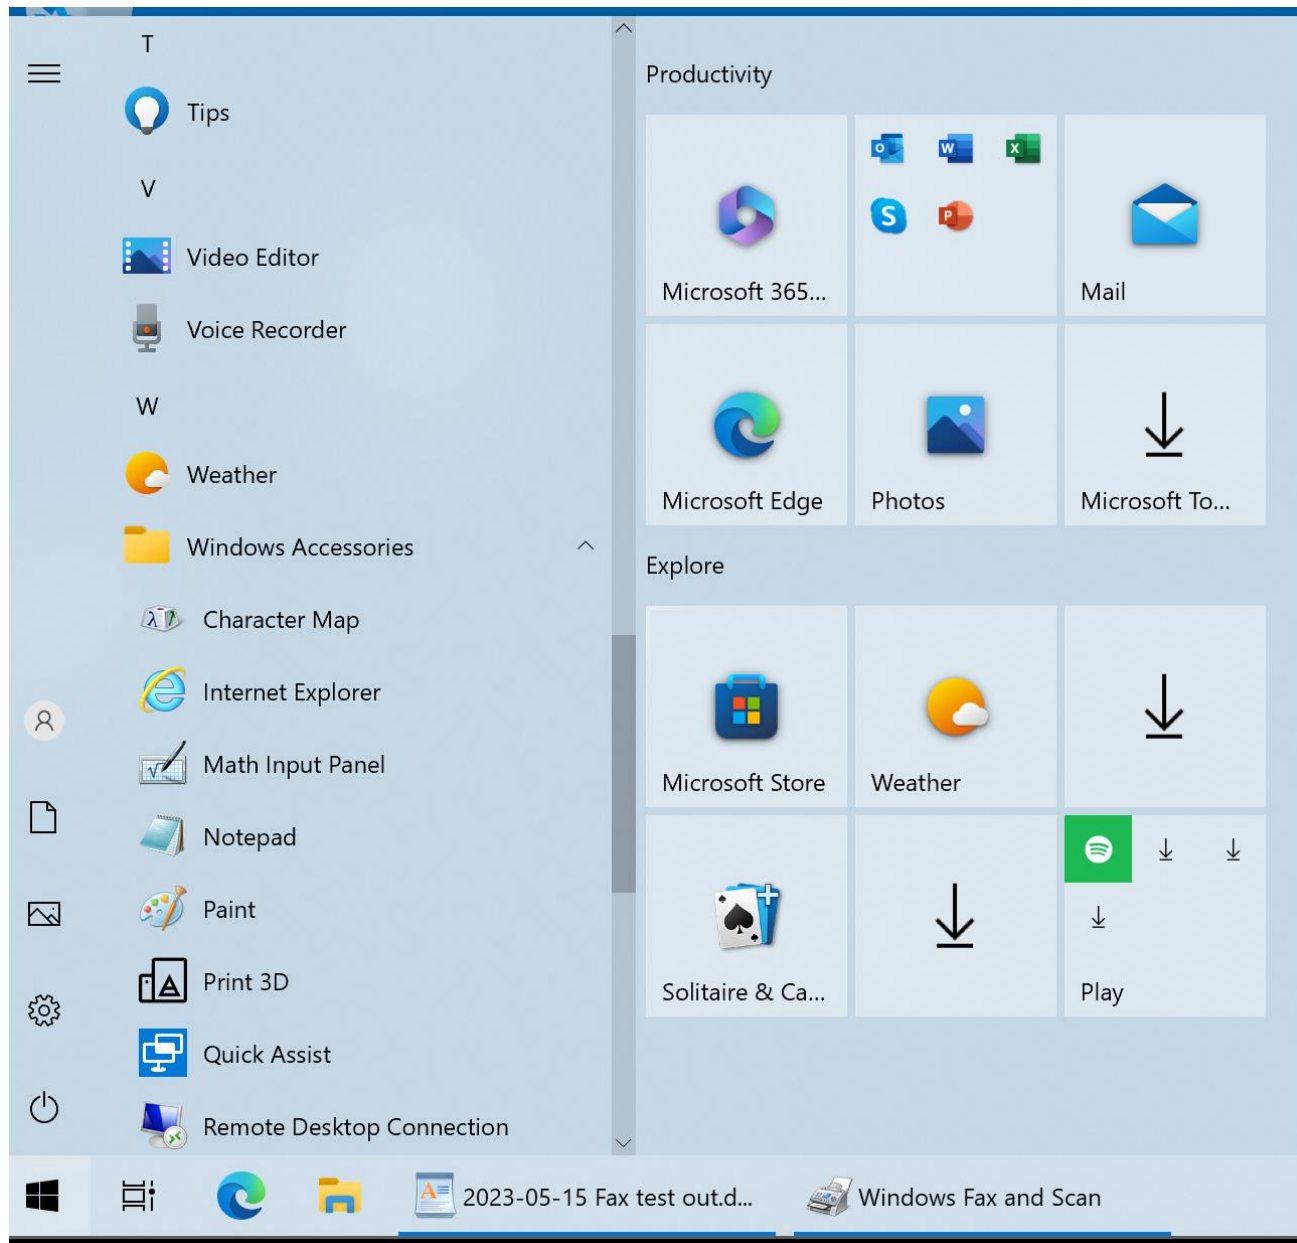 T
Tips
V
Video Editor
Voice Recorder
W
Weather
Windows Accessories
Character Map
Internet Explorer
Math Input Panel
Notepad
Paint
Print 3D
Quick Assist
Remote Desktop Connection
Productivity
Microsoft 365...
Mail
Microsoft Edge
Photos
Microsoft To...
Explore
Microsoft Store
Weather
Solitaire & Ca...
Play
2023-05-15 Fax test out.d...
Windows Fax and Scan